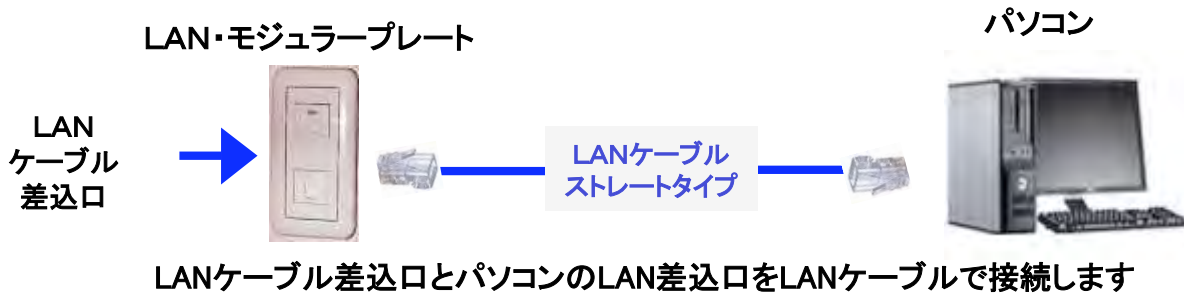 LAN・モジュラープレート
パソコン
LAN
ケーブル
差込口
LANケーブル
ストレートタイプ
LANケーブル差込口とパソコンのLAN差込口をLANケーブルで接続します